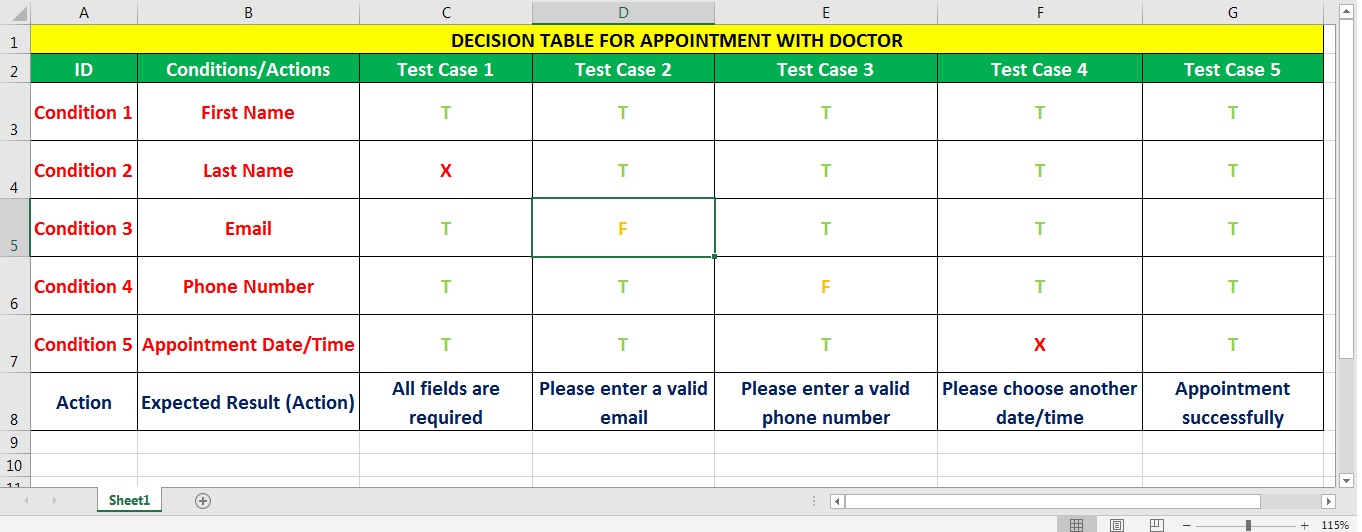 A B C D E F G
1 DECISION TABLE FOR APPOINTMENT WITH DOCTOR
2 ID Conditions/Actions Test Case 1 Test Case 2 Test Case 3 Test Case 4 Test Case 5
3 Condition 1 First Name T T T T T
4 Condition 2 Last Name X T T T T
5 Condition 3 Email T F T T T
6 Condition 4 Phone Number T T F T T
7 Condition 5 Appointment Date/Time T T T X T
All fields are Please enter a valid Please enter a valid Please choose another Appointment
8 Action Expected Result (Action) required email phone number date/time successfully
9
10
11
Sheet1
115%